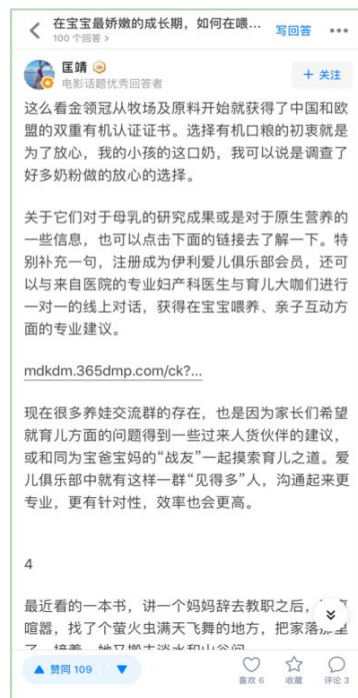 在宝宝最娇嫩的成长期，如何在喂...
100 个回答 >
写回答
匡靖
电影话题优秀回答者
+ 关注
这么看金领冠从牧场及原料开始就获得了中国和欧
盟的双重有机认证证书。选择有机口粮的初衷就是
为了放心，我的小孩的这口奶，我可以说是调查了
好多奶粉做的放心的选择。
关于它们对于母乳的研究成果或是对于原生营养的
一些信息，也可以点击下面的链接去了解一下。特
别补充一句，注册成为伊利爱儿俱乐部会员，还可
以与来自医院的专业妇产科医生与育儿大咖们进行
一对一的线上对话，获得在宝宝喂养、亲子互动方
面的专业建议。
mdkdm.365dmp.com/ck?...
现在很多养娃交流群的存在，也是因为家长们希望
就育儿方面的问题得到一些过来人货伙伴的建议，
或和同为宝爸宝妈的“战友”一起摸索育儿之道。爱
儿俱乐部中就有这样一群“见得多”人，沟通起来更
专业，更有针对性，效率也会更高。
4
最近看的一本书，讲一个妈妈辞去教职之后，
喧嚣，找了个萤火虫满天飞舞的地方，把家落那里
了。接着，她又搬去淡水和山谷间
赞同 109
喜欢 6
收藏
评论 3